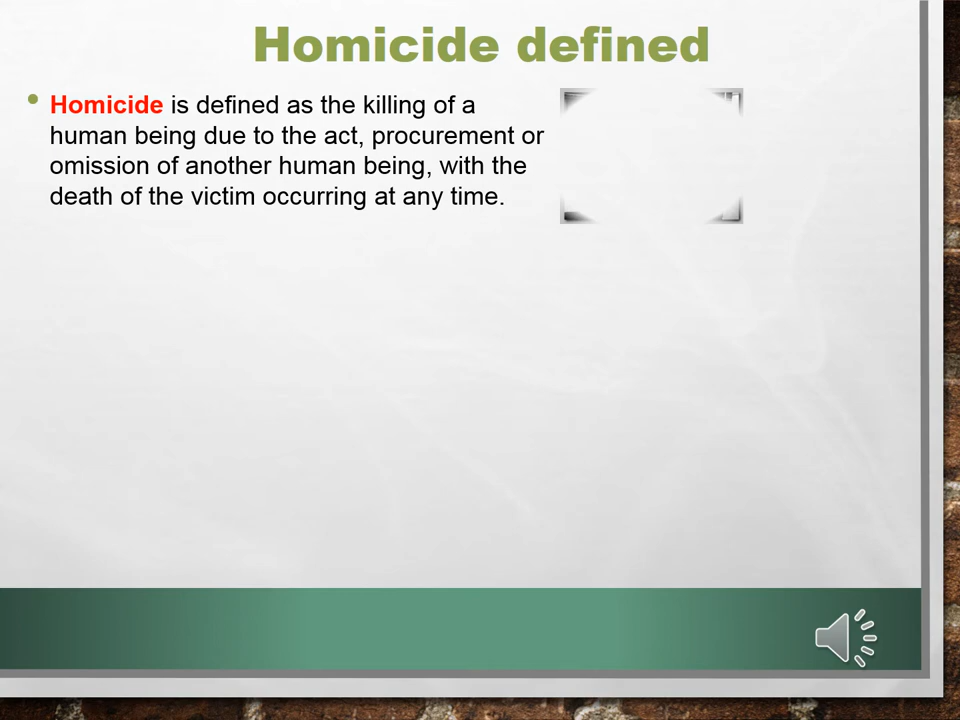 Homicide defined
• Homicide is defined as the killing of a
human being due to the act, procurement or
omission of another human being, with the
death of the victim occurring at any time.